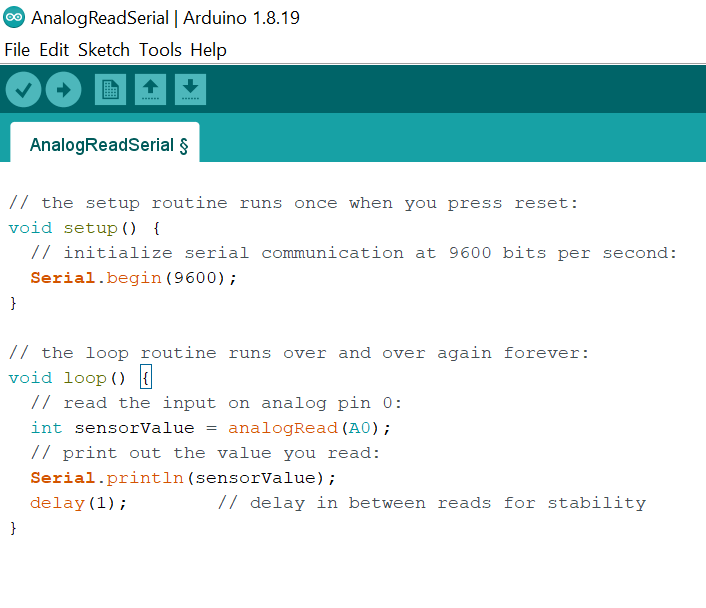 AnalogReadSerial | Arduino 1.8.19
File Edit Sketch Tools Help
AnalogReadSerial §
// the setup routine runs once when you press reset:
void setup() {
  // initialize serial communication at 9600 bits per second:
  Serial.begin(9600);
}
// the loop routine runs over and over again forever:
void loop() {
  // read the input on analog pin 0:
  int sensorValue = analogRead(A0);
  // print out the value you read:
  Serial.println(sensorValue);
  delay(1);        // delay in between reads for stability
}